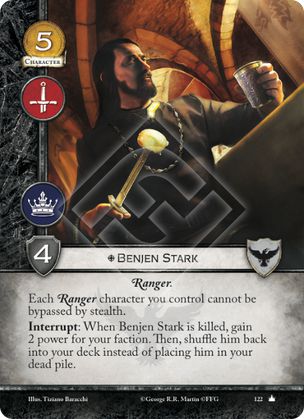 5
CHARACTER
4
BENJEN STARK
Ranger.
Each Ranger character you control cannot be
bypassed by stealth.
Interrupt: When Benjen Stark is killed, gain
2 power for your faction. Then, shuffle him back
into your deck instead of placing him in your
dead pile.
Illus. Tiziano Baracchi ©George R.R. Martin ©FFG 122